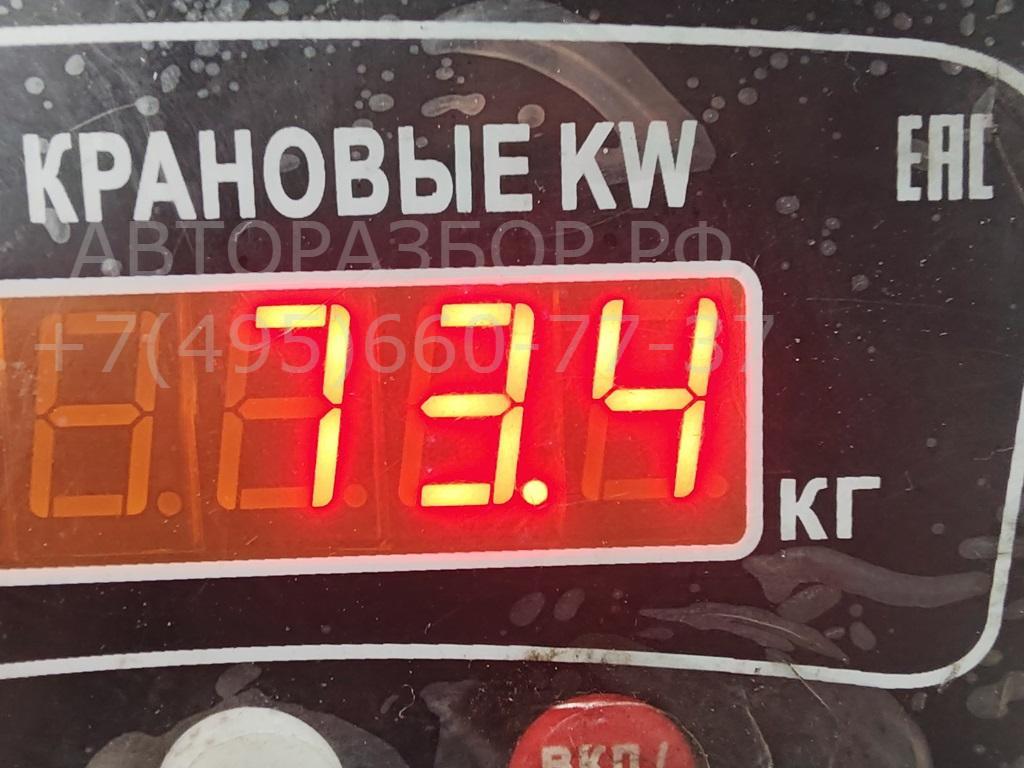 КРАНОВЫЕ KW
EAC
АВТОРАЗБОР.РФ
+7(495)660-77-37
73.4
кг
ВКЛ/